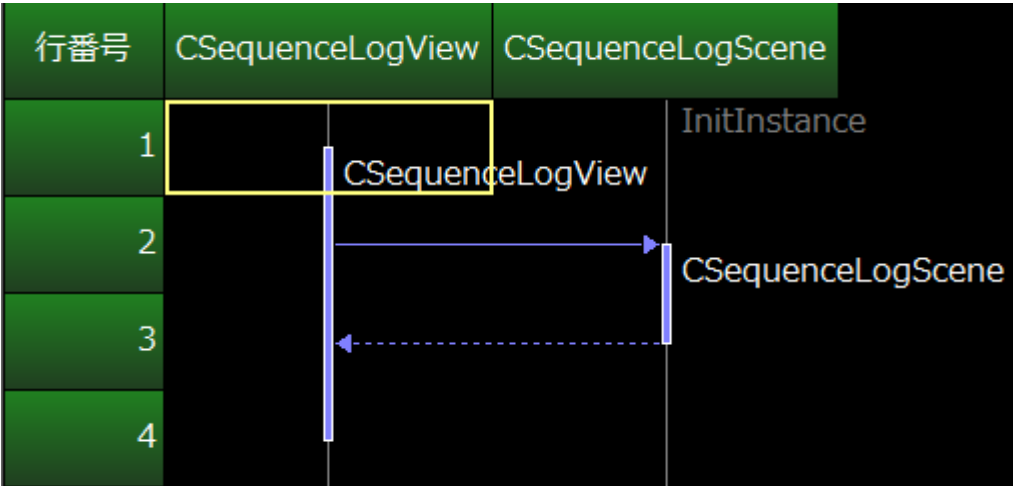 行番号 CSequenceLogView CSequenceLogScene
InitInstance
1
CSequenceLogView
2
CSequenceLogScene
3
4